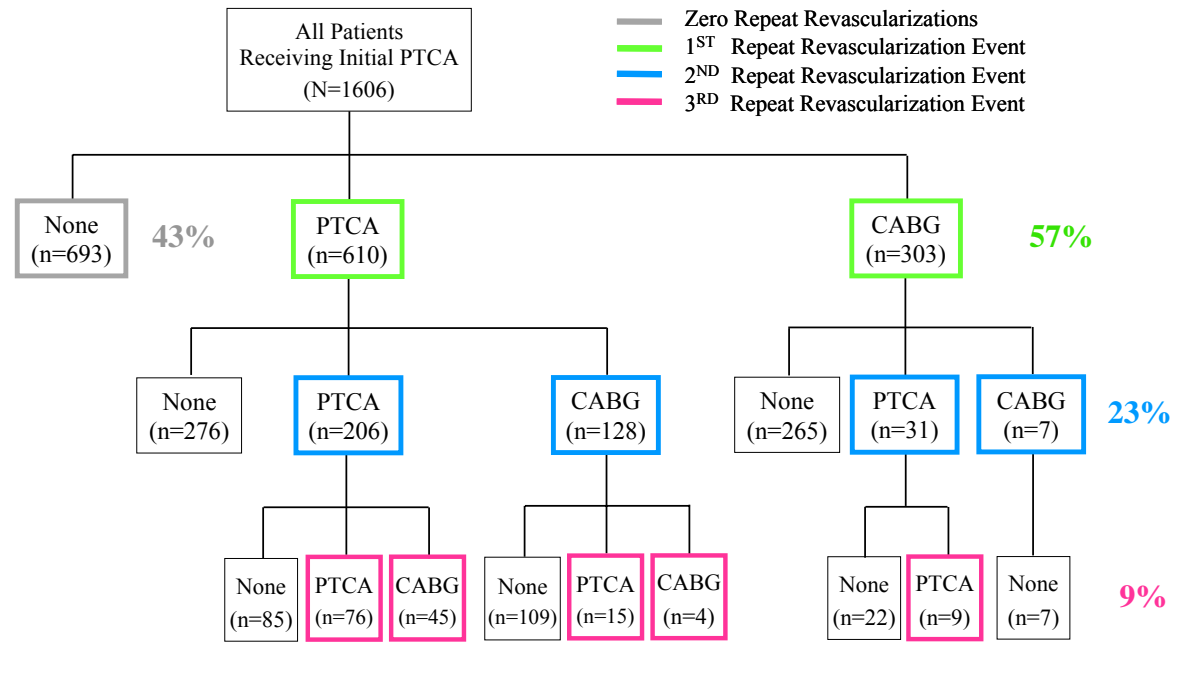 All Patients
Receiving Initial PTCA
(N=1606)
Zero Repeat Revascularizations
1ST Repeat Revascularization Event
2ND Repeat Revascularization Event
3RD Repeat Revascularization Event
None
(n=693)
43%
PTCA
(n=610)
CABG
(n=303)
57%
None
(n=276)
PTCA
(n=206)
CABG
(n=128)
None
(n=265)
PTCA
(n=31)
CABG
(n=7)
23%
None
(n=85)
PTCA
(n=76)
CABG
(n=45)
None
(n=109)
PTCA
(n=15)
CABG
(n=4)
None
(n=22)
PTCA
(n=9)
None
(n=7)
9%